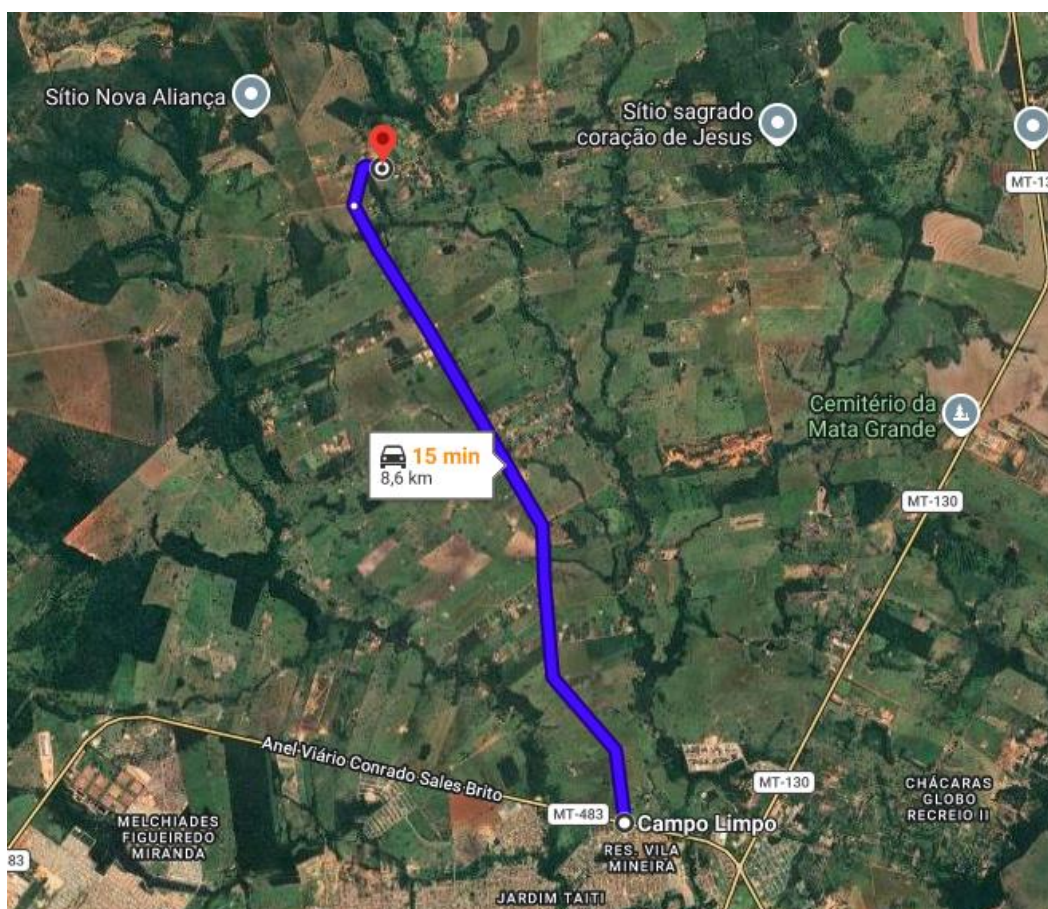 Sítio Nova Aliança
Sítio sagrado
coração de Jesus
MT-13
Cemitério da
Mata Grande
15 min
8,6 km
MT-130
Anel Viário Conrado Sales Brito
MT-130
CHÁCARAS
GLOBO
RECREIO II
MT-483
Campo Limpo
MELCHIADES
FIGUEIREDO
MIRANDA
RES. VILA
MINEIRA
83
JARDIM TAITI